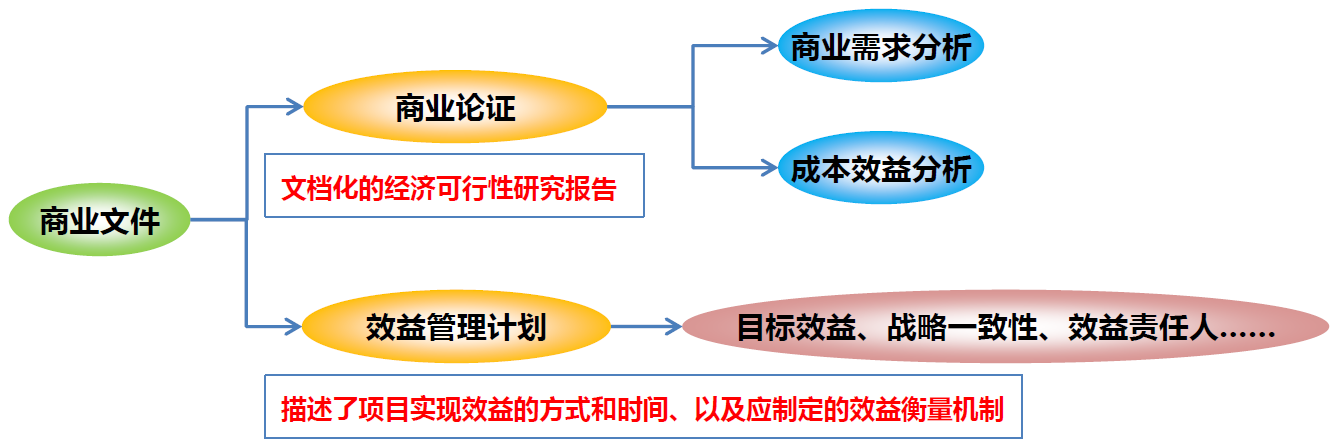 商业需求分析
商业论证
成本效益分析
文档化的经济可行性研究报告
商业文件
效益管理计划
目标效益、战略一致性、效益责任人......
描述了项目实现效益的方式和时间、以及应制定的效益衡量机制